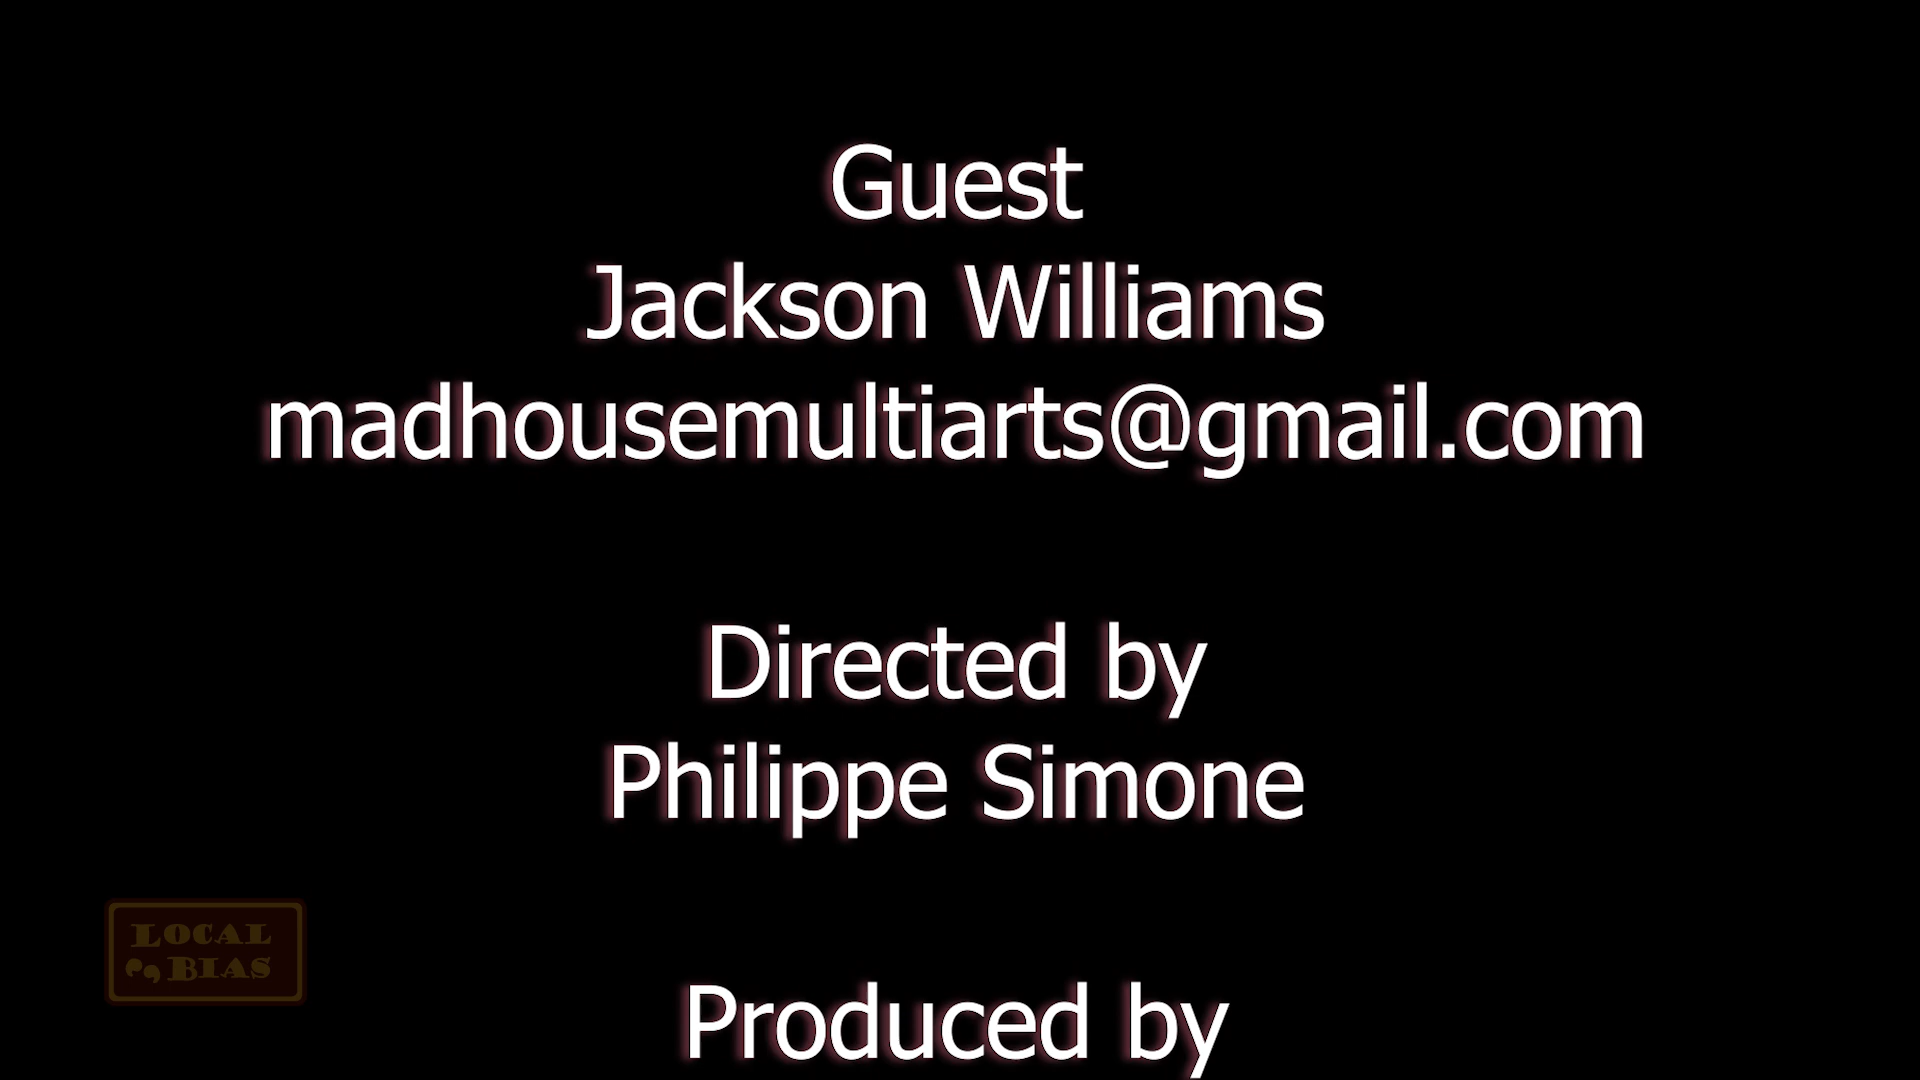 Guest
Jackson Williams
madhousemultiarts@gmail.com
Directed by
Philippe Simone
LOCAL
BIAS
Produced by